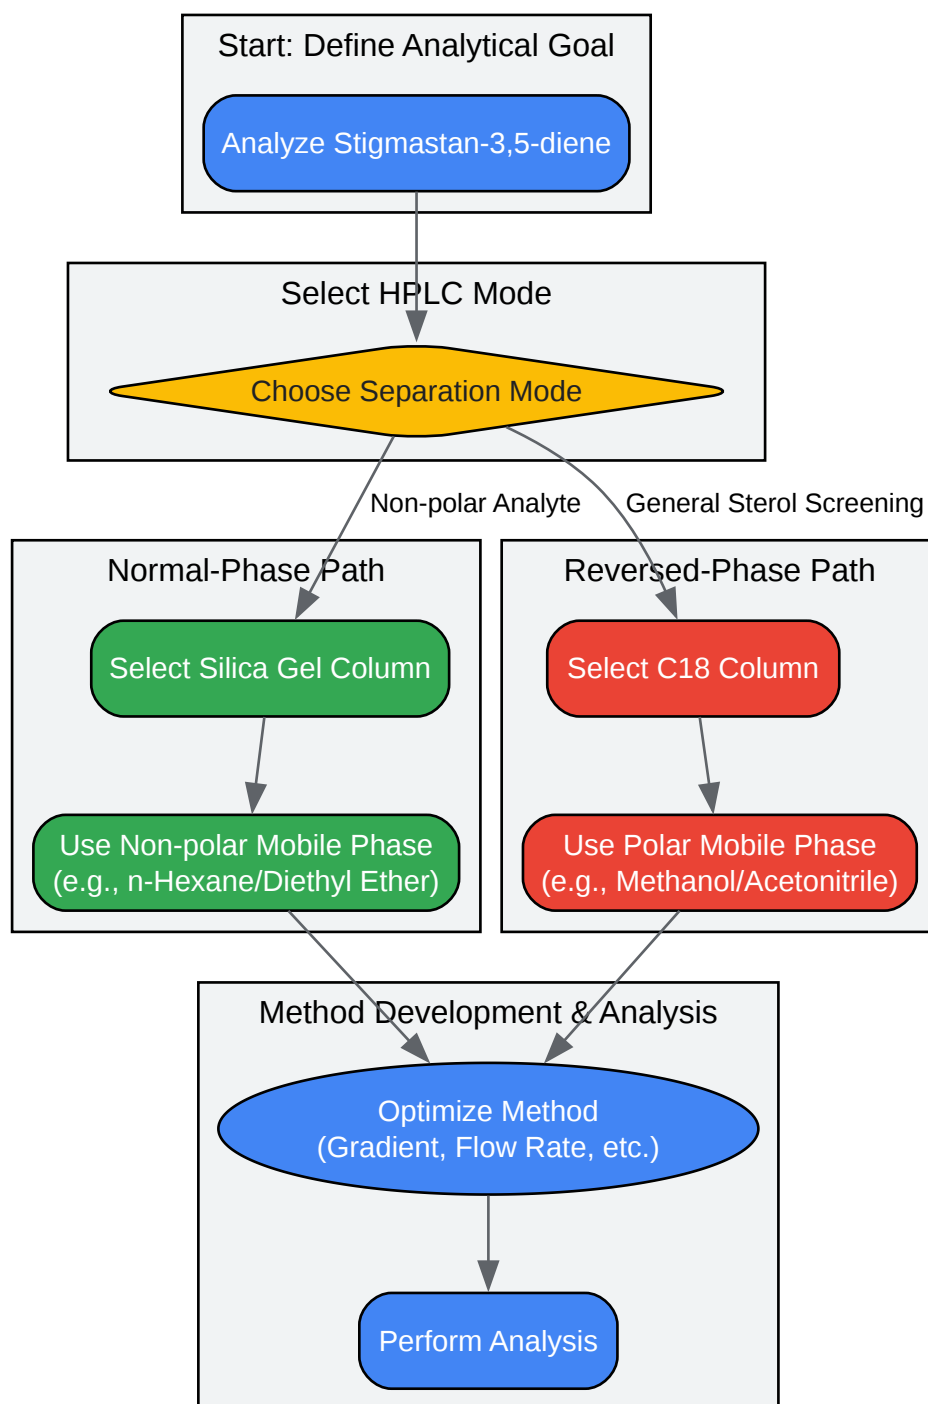 Start: Define Analytical Goal
Analyze Stigmastan-3,5-diene
Select HPLC Mode
Choose Separation Mode
Non-polar Analyte
General Sterol Screening
Normal-Phase Path
Select Silica Gel Column
Use Non-polar Mobile Phase
(e.g., n-Hexane/Diethyl Ether)
Reversed-Phase Path
Select C18 Column
Use Polar Mobile Phase
(e.g., Methanol/Acetonitrile)
Method Development & Analysis
Optimize Method
(Gradient, Flow Rate, etc.)
Perform Analysis